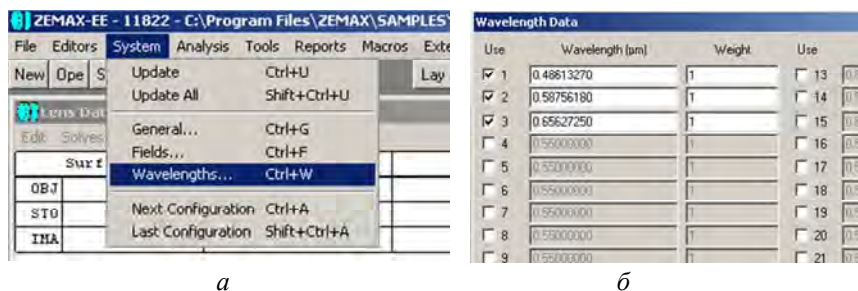 ZEMAX-EE - 11822 - C:\Program Files\ZEMAX\SAMPLES\
File Editors System Analysis Tools Reports Macros Exte
New Ope S Lay
Update Ctrl+U
Update All Shift+Ctrl+U
General... Ctrl+G
Fields... Ctrl+F
Wavelengths... Ctrl+W
Next Configuration Ctrl+A
Last Configuration Shift+Ctrl+A
Lens Dat
Edit Solves
Surf
OBJ
STO
IMA
а
Wavelength Data
Use Wavelength (µm) Weight Use
1 0.48613270 1 13
2 0.58756180 1 14
3 0.65627250 1 15
4 0.55000000 1 16
5 0.55000000 1 17
6 0.55000000 1 18
7 0.55000000 1 19
8 0.55000000 1 20
9 0.55000000 1 21
б